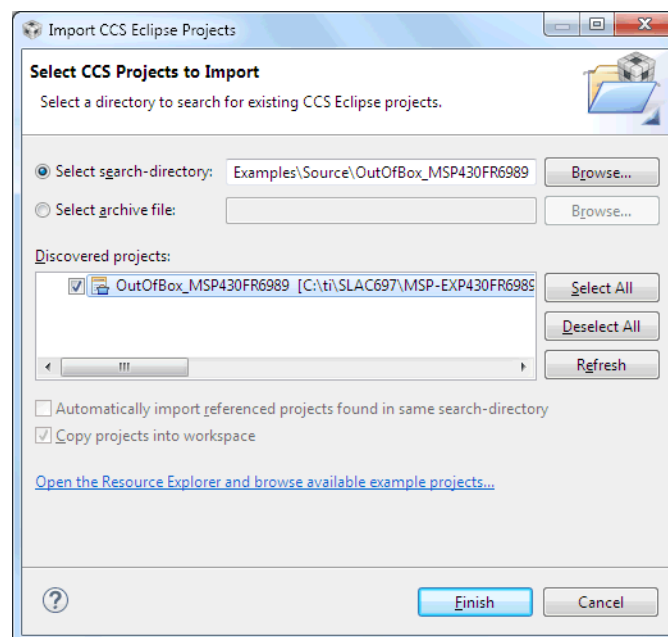 Import CCS Eclipse Projects
Select CCS Projects to Import
Select a directory to search for existing CCS Eclipse projects.
Select search-directory: Examples\Source\OutOfBox_MSP430FR6989 Browse...
Select archive file: Browse...
Discovered projects:
OutOfBox_MSP430FR6989 [C:\ti\SLAC697\MSP-EXP430FR6989
Select All
Deselect All
Refresh
Automatically import referenced projects found in same search-directory
Copy projects into workspace
Open the Resource Explorer and browse available example projects...
? Finish Cancel